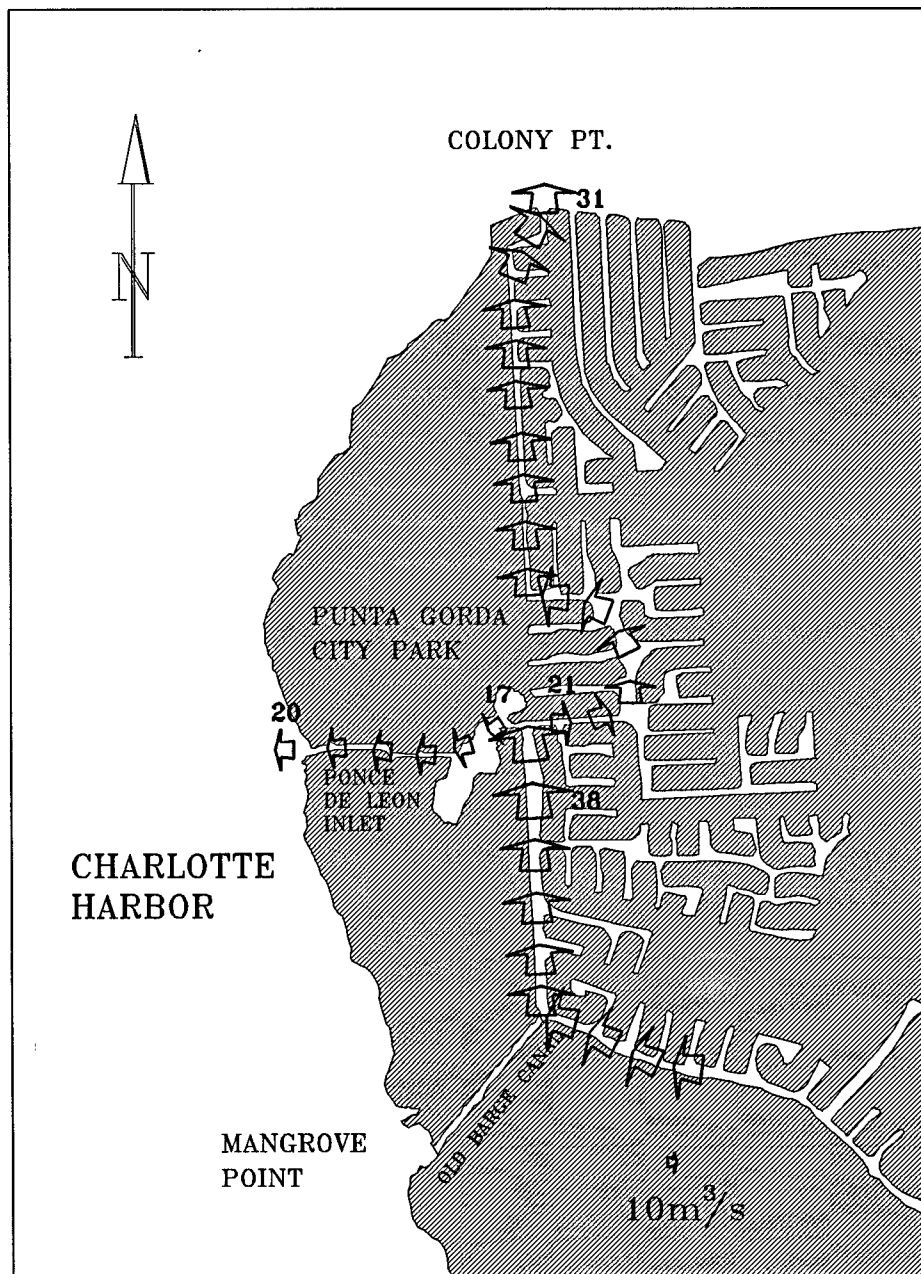 COLONY PT.
31
N
PUNTA GORDA
CITY PARK
17
21
20
PONCE
DE LEON
INLET
38
CHARLOTTE
HARBOR
OLD BARGE CANAL
MANGROVE
POINT
10m³/s